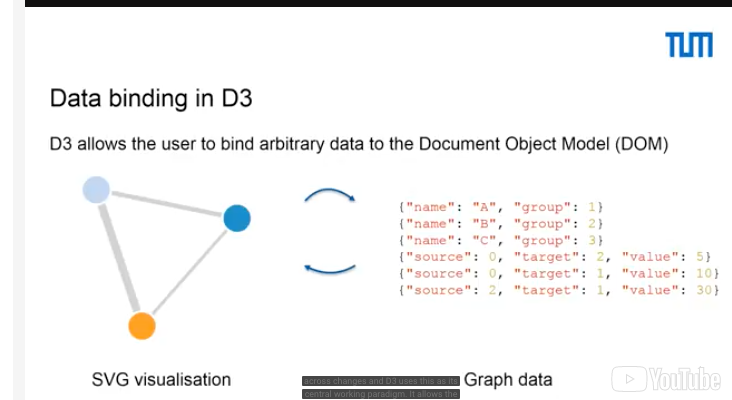 TUM
Data binding in D3
D3 allows the user to bind arbitrary data to the Document Object Model (DOM)
{"name": "A", "group": 1}
{"name": "B", "group": 2}
{"name": "C", "group": 3}
{"source": 0, "target": 2, "value": 5}
{"source": 0, "target": 1, "value": 10}
{"source": 2, "target": 1, "value": 30}
SVG visualisation
Graph data
across changes and D3 uses this as its
central working paradigm. It allows the
YouTube